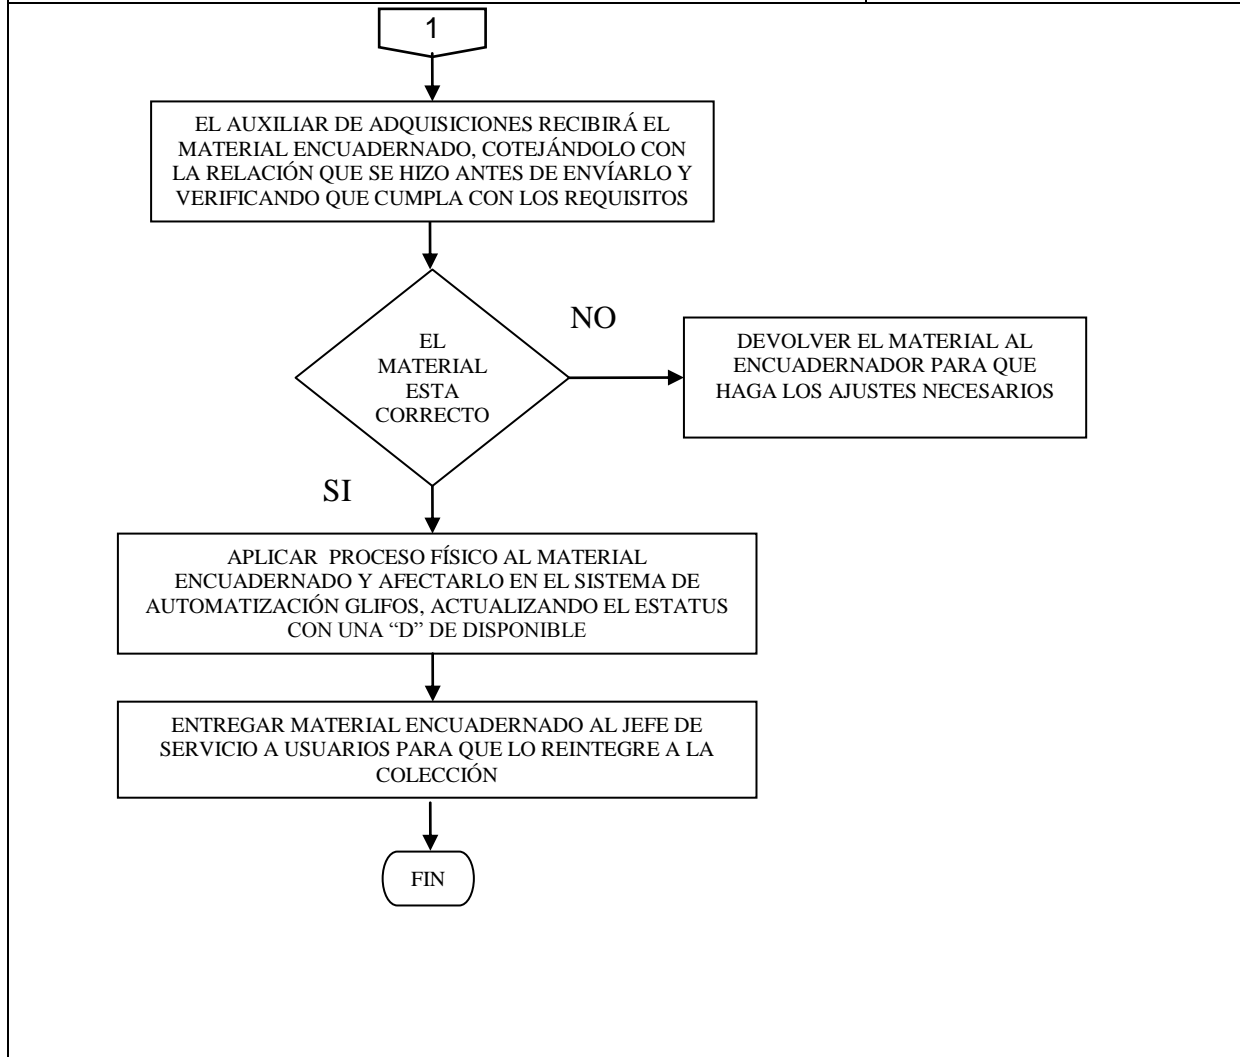 1
EL AUXILIAR DE ADQUISICIONES RECIBIRÁ EL
MATERIAL ENCUADERNADO, COTEJÁNDOLO CON
LA RELACIÓN QUE SE HIZO ANTES DE ENVÍARLO Y
VERIFICANDO QUE CUMPLA CON LOS REQUISITOS
EL
MATERIAL
ESTA
CORRECTO
NO
DEVOLVER EL MATERIAL AL
ENCUADERNADOR PARA QUE
HAGA LOS AJUSTES NECESARIOS
SI
APLICAR PROCESO FÍSICO AL MATERIAL
ENCUADERNADO Y AFECTARLO EN EL SISTEMA DE
AUTOMATIZACIÓN GLIFOS, ACTUALIZANDO EL ESTATUS
CON UNA “D” DE DISPONIBLE
ENTREGAR MATERIAL ENCUADERNADO AL JEFE DE
SERVICIO A USUARIOS PARA QUE LO REINTEGRE A LA
COLECCIÓN
FIN